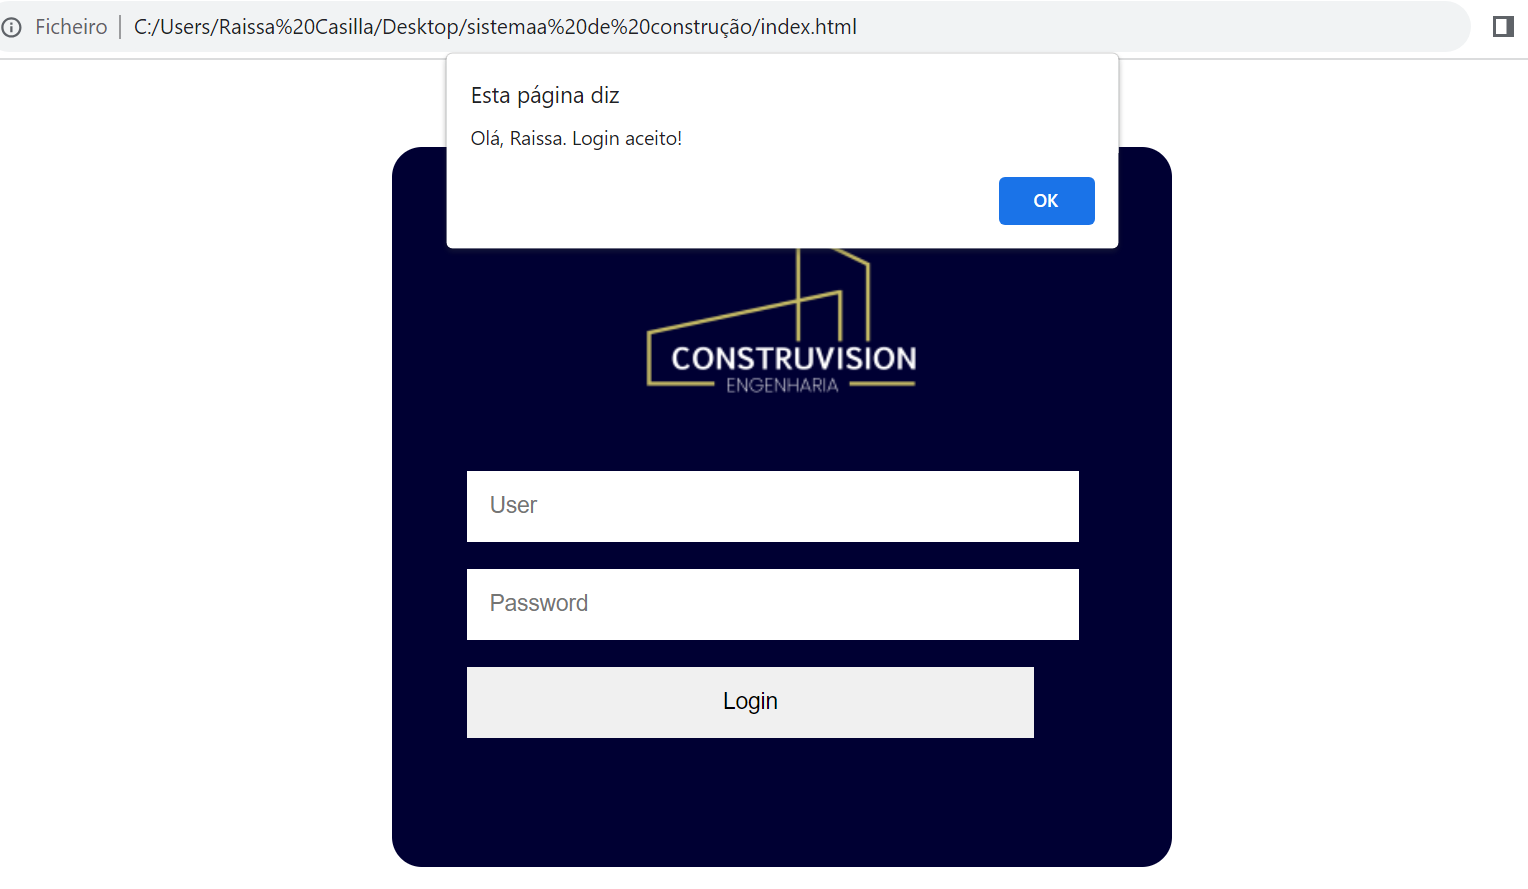 Ficheiro | C:/Users/Raissa%20Casilla/Desktop/sistemaa%20de%20construção/index.html
Esta página diz
Olá, Raissa. Login aceito!
OK
CONSTRUVISION
ENGENHARIA
User
Password
Login